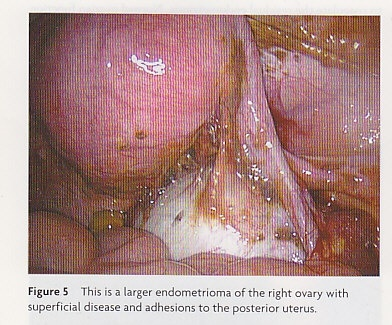 Figure 5 This is a larger endometrioma of the right ovary with
superficial disease and adhesions to the posterior uterus.